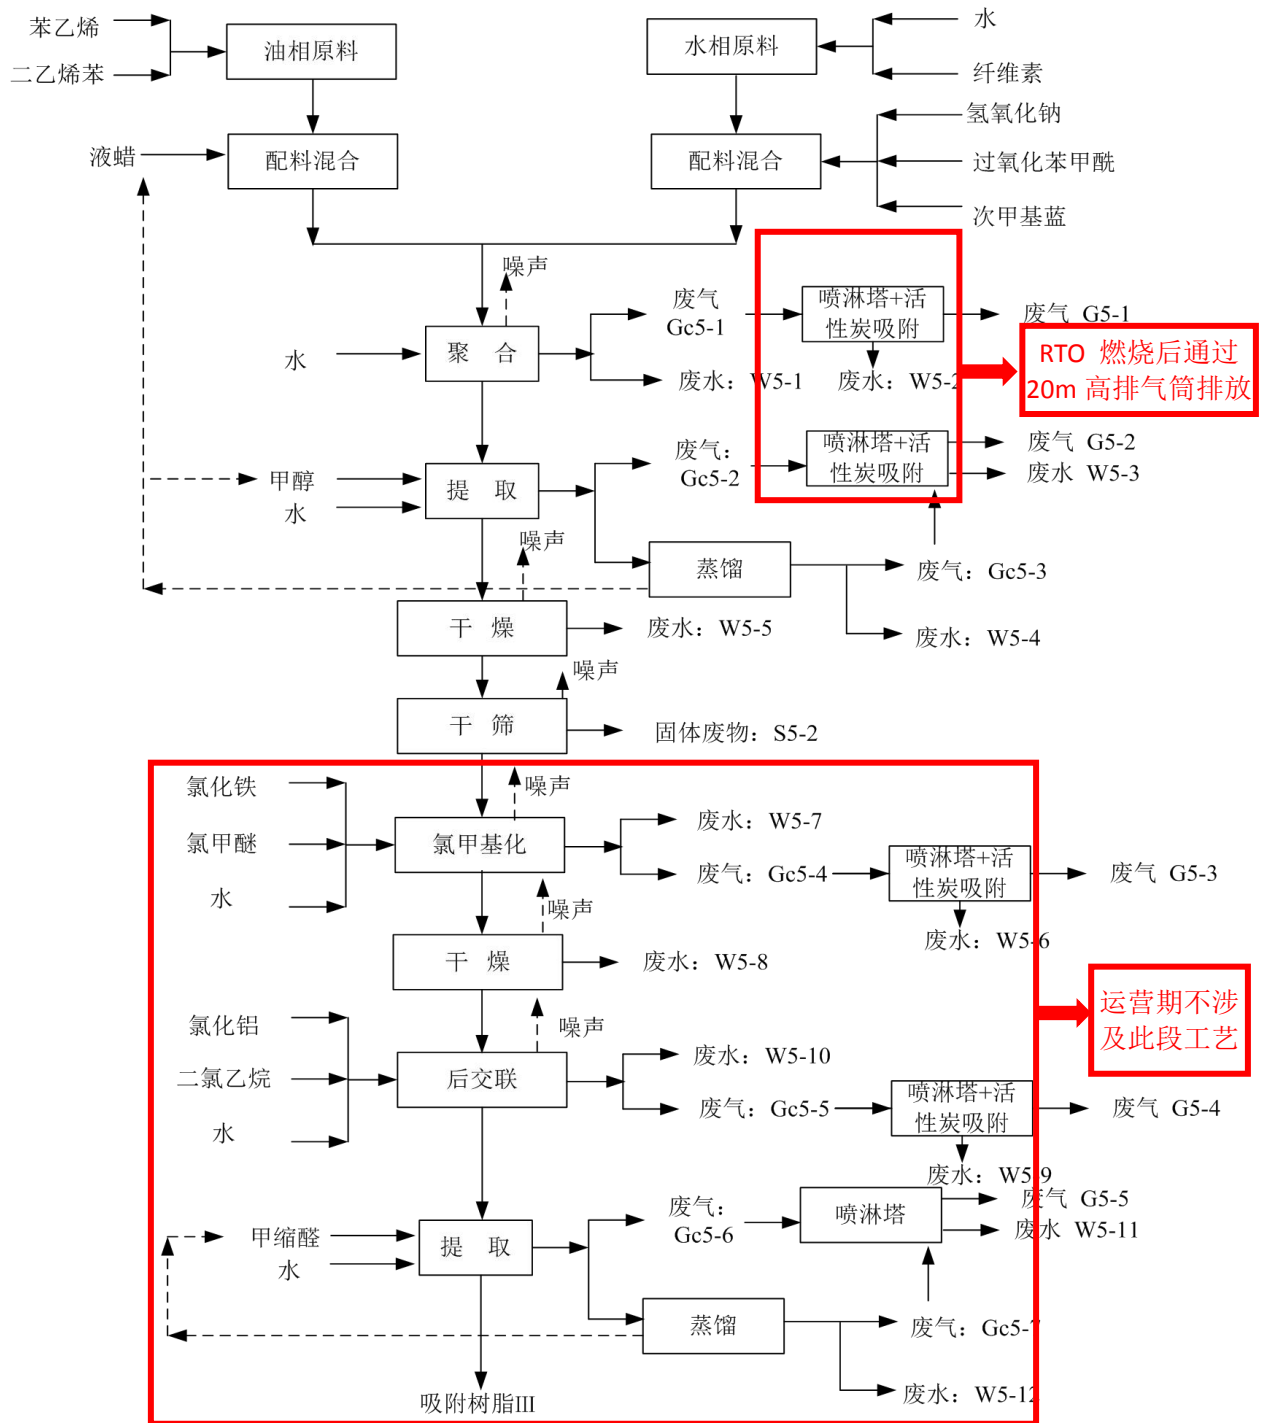 苯乙烯
二乙烯苯
油相原料
水相原料
水
纤维素
液蜡
配料混合
配料混合
氢氧化钠
过氧化苯甲酰
次甲基蓝
噪声
水
聚 合
废气
Gc5-1
废水：W5-1
喷淋塔+活
性炭吸附
废水：W5-2
废气 G5-1
RTO 燃烧后通过
20m 高排气筒排放
甲醇
水
提 取
废气：
Gc5-2
喷淋塔+活
性炭吸附
废气 G5-2
废水 W5-3
噪声
蒸馏
废气：Gc5-3
废水：W5-4
干 燥
废水：W5-5
噪声
干 筛
固体废物：S5-2
氯化铁
氯甲醚
水
噪声
氯甲基化
废水：W5-7
废气：Gc5-4
喷淋塔+活
性炭吸附
废气 G5-3
废水：W5-6
噪声
干 燥
废水：W5-8
运营期不涉
及此段工艺
氯化铝
二氯乙烷
水
噪声
后交联
废水：W5-10
废气：Gc5-5
喷淋塔+活
性炭吸附
废气 G5-4
废水：W5-9
甲缩醛
水
提 取
废气：
Gc5-6
喷淋塔
废气 G5-5
废水 W5-11
蒸馏
废气：Gc5-7
废水：W5-12
吸附树脂III